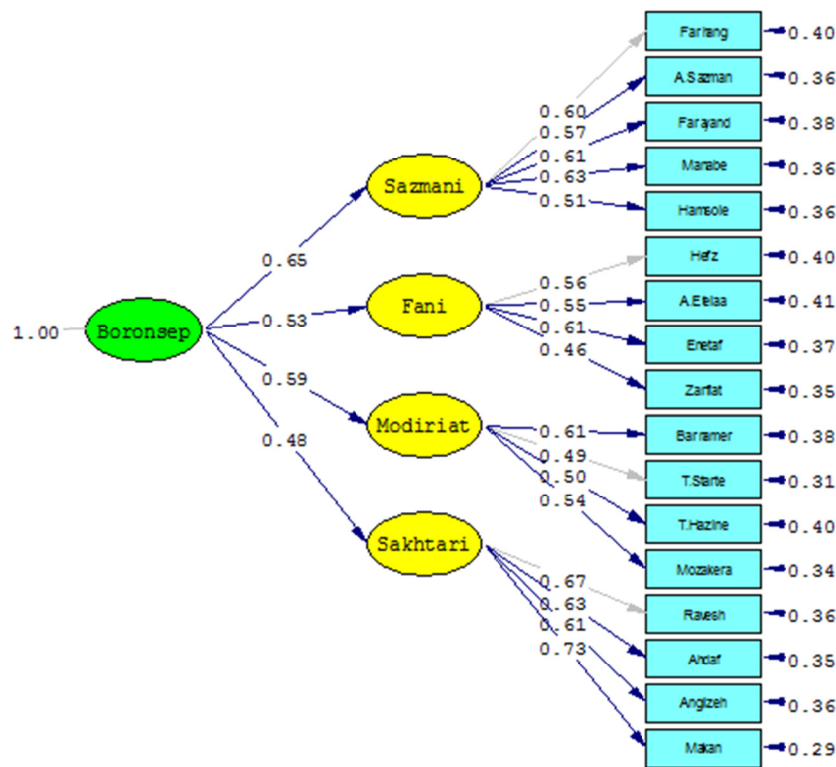 Farhang
0.40
A.Sazman
0.36
0.60
0.57
Farayand
0.38
0.61
Manabe
0.36
Sazmani
0.63
0.51
Hamsole
0.36
0.65
Hefz
0.40
0.56
Fani
0.55
A.Etelaa
0.41
0.53
0.61
1.00
Boronsep
Enetaf
0.37
0.46
0.59
Zarfiat
0.35
Modiriat
0.61
Barramer
0.38
0.48
0.49
T.Starte
0.31
0.50
0.54
T.Hazine
0.40
Sakhtari
Mozakera
0.34
0.67
0.63
Ravesh
0.36
0.61
0.73
Ahdaf
0.35
Angizeh
0.36
Makan
0.29